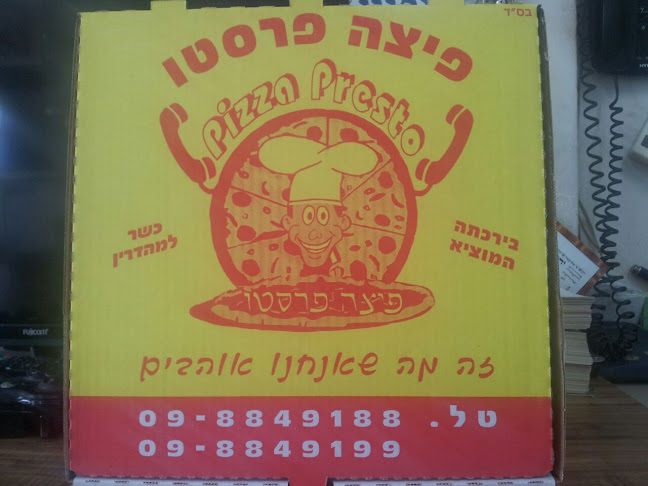 בס"ד
פיצה פרסטו
Pizza Presto
כשר
למהדרין
בירכתה
המוציא
פיצה פרסטו
זה מה שאנחנו אוהבים
טל. 09-8849188
09-8849199
FUJICOM